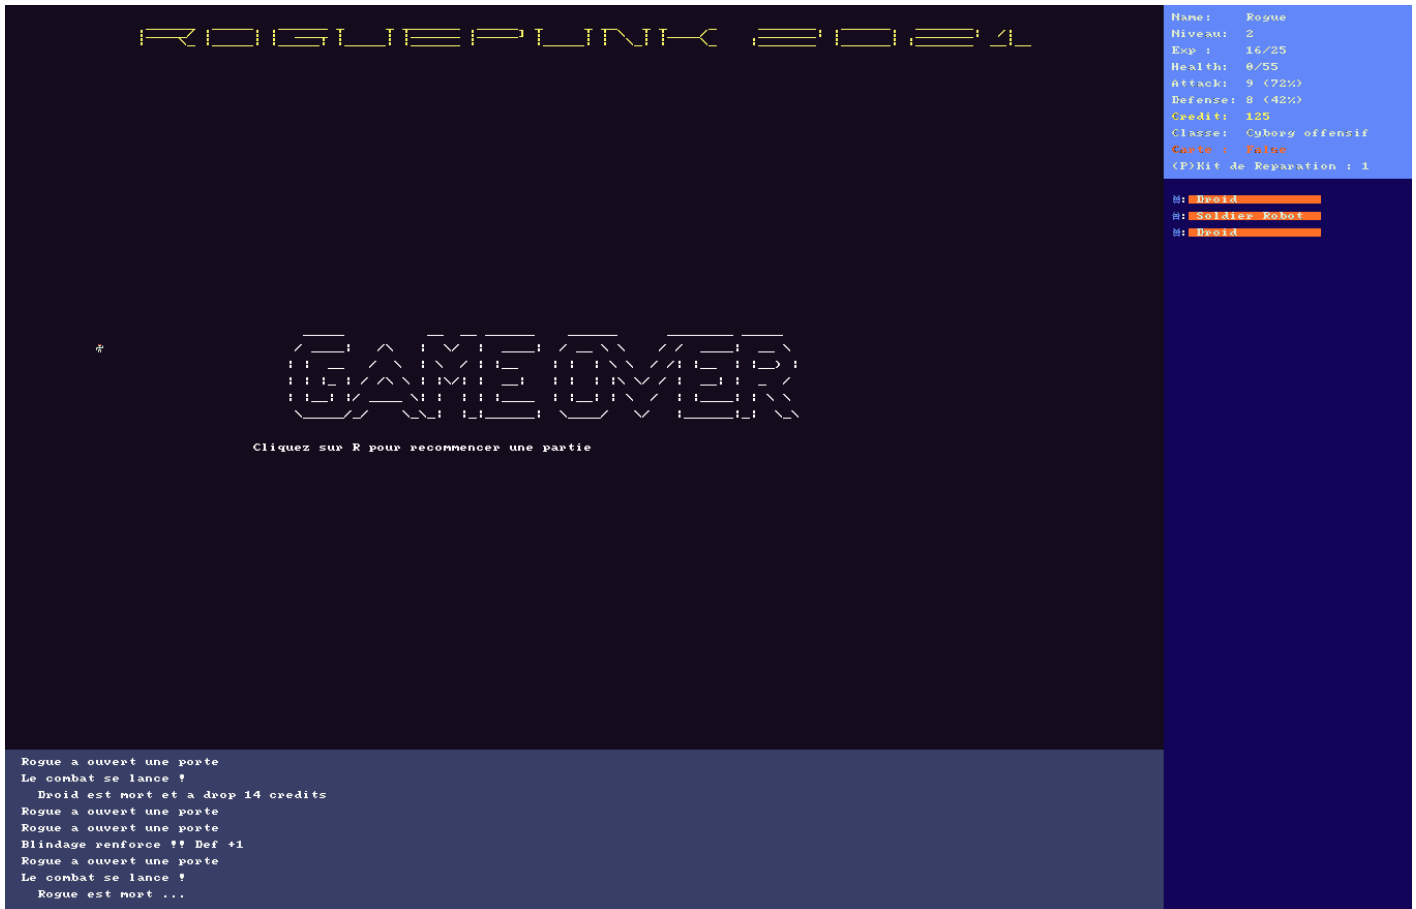 ROGUEPUNK 2021
Name: Rogue
Niveau: 2
Exp : 16/25
Health: 0/55
Attack: 9 (72%)
Defense: 8 (42%)
Credit: 125
Classe: Cyborg offensif
Carte : False
(P)Kit de Reparation : 1
: Droid
: Soldier Robot
: Droid
GAME OVER
Cliquez sur R pour recommencer une partie
Rogue a ouvert une porte
Le combat se lance !
Droid est mort et a drop 14 credits
Rogue a ouvert une porte
Rogue a ouvert une porte
Blindage renforce !! Def +1
Rogue a ouvert une porte
Le combat se lance !
Rogue est mort ...